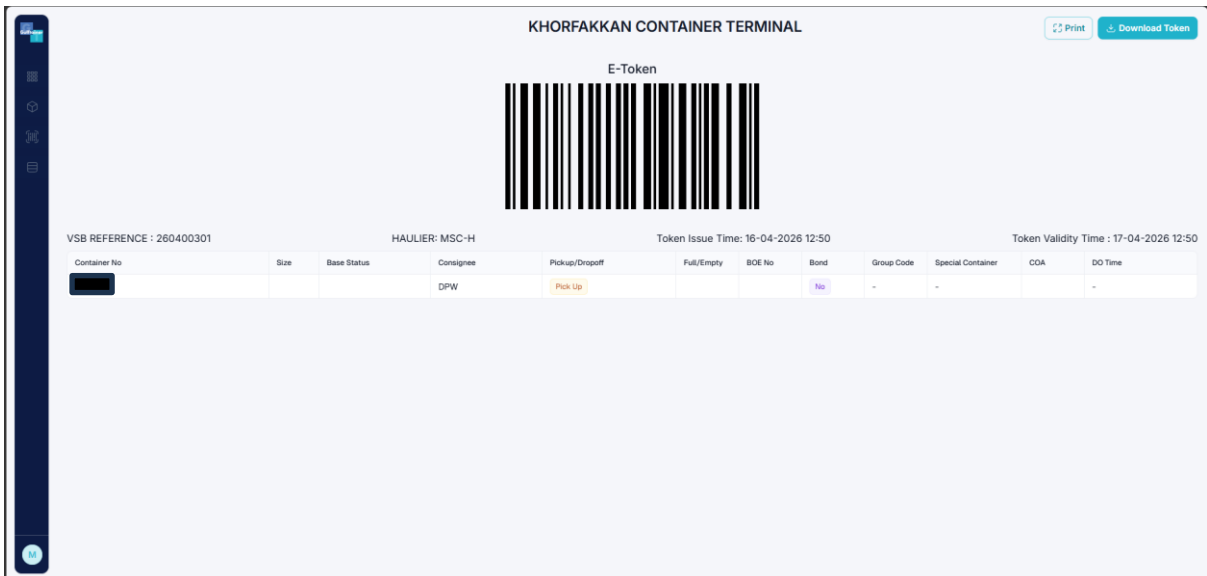 KHORFAKKAN CONTAINER TERMINAL
Print
Download Token
E-Token
VSB REFERENCE : 260400301 HAULIER: MSC-H Token Issue Time: 16-04-2026 12:50 Token Validity Time : 17-04-2026 12:50
Container No Size Base Status Consignee Pickup/Dropoff Full/Empty BOE No Bond Group Code Special Container COA DO Time
DPW Pick Up No - - -
M